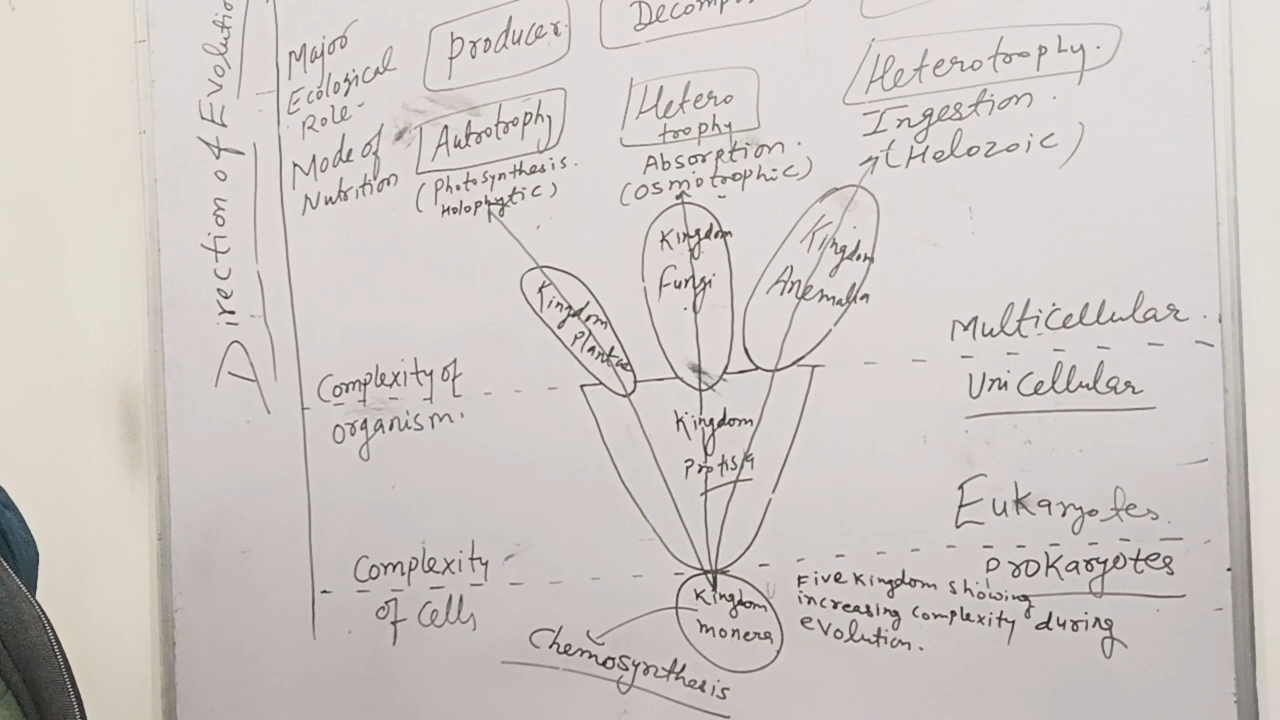 Direction of Evolution
Major
Ecological
Role
Producer
Mode of
Nutrition
Autotrophy
(Photosynthesis.
Holophytic)
Hetero
trophy
Absorption.
(Osmotrophic)
Heterotrophy.
Ingestion.
(Holozoic)
Kingdom
Plantae
Kingdom
Fungi
Kingdom
Anemalia
Multicellular.
Unicellular
Complexity of
organism.
Kingdom
Protista
Eukaryotes.
Prokaryotes
Complexity
of Cells
Kingdom
monera
Chemosynthesis
Five Kingdom showing
increasing complexity during
evolution.